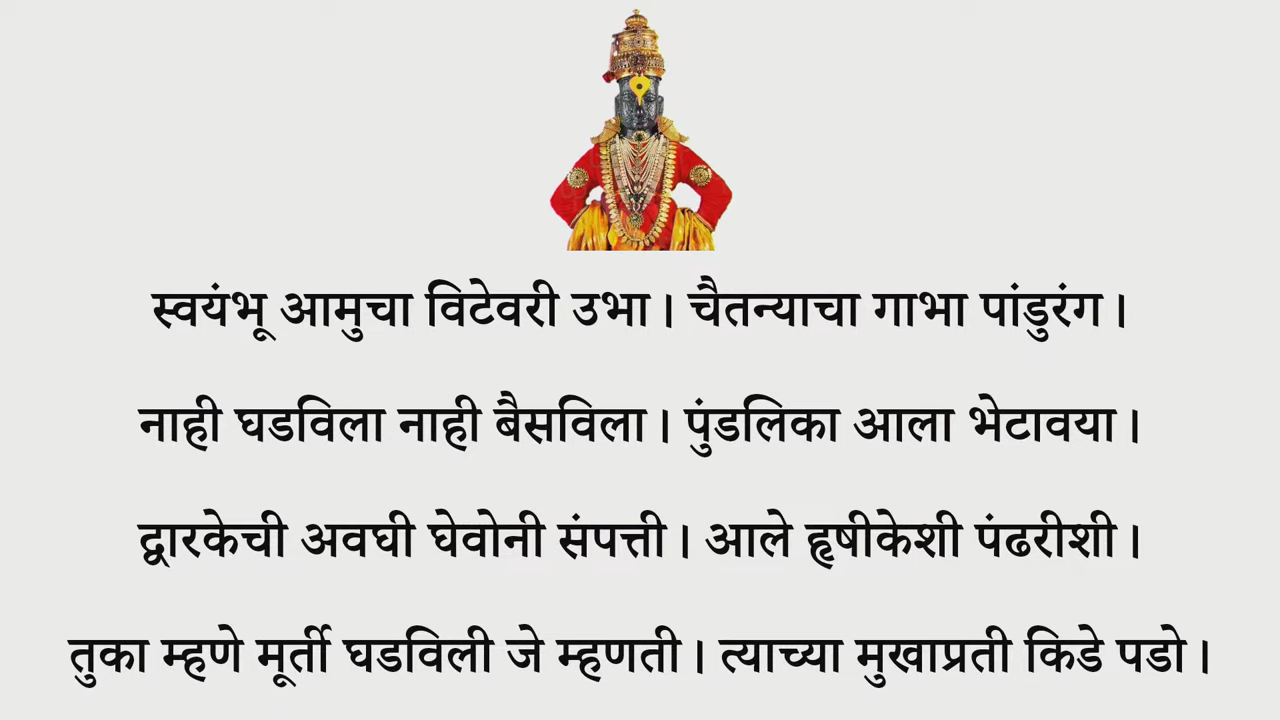 स्वयंभू आमुचा विटेवरी उभा । चैतन्याचा गाभा पांडुरंग ।
नाही घडविला नाही बैसविला । पुंडलिका आला भेटावया ।
द्वारकेची अवघी घेवोनी संपत्ती । आले हृषीकेशी पंढरीशी ।
तुका म्हणे मूर्ती घडविली जे म्हणती । त्याच्या मुखाप्रती किडे पडो ।